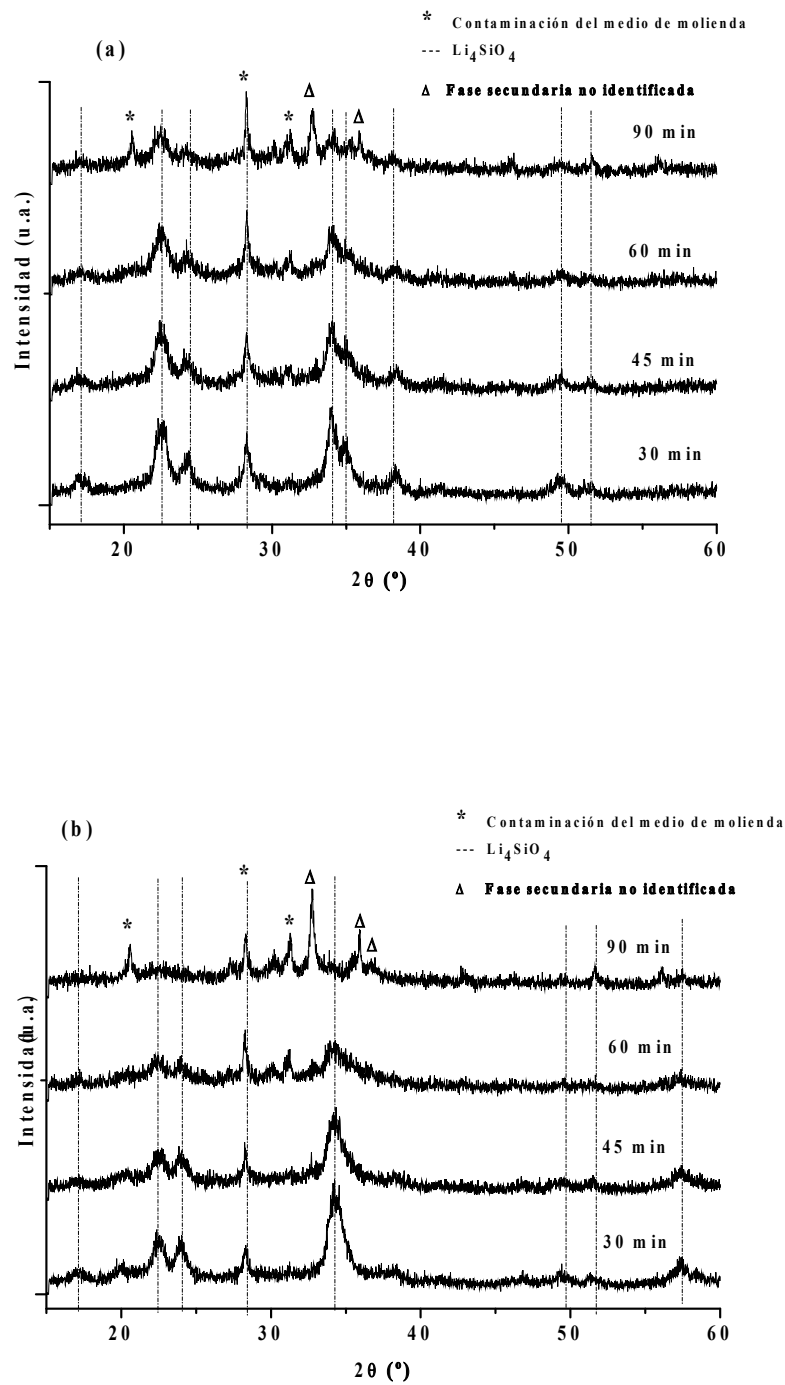 * Contaminación del medio de molienda
(a)
--- Li4SiO4
Δ Fase secundaria no identificada
* * Δ * Δ
90 min
60 min
45 min
30 min
Intensidad (u.a.)
20 30 40 50 60
2θ (°)
(b)
* Contaminación del medio de molienda
--- Li4SiO4
Δ Fase secundaria no identificada
* * * Δ Δ Δ
90 min
60 min
45 min
30 min
Intensidad (u.a)
20 30 40 50 60
2θ (°)